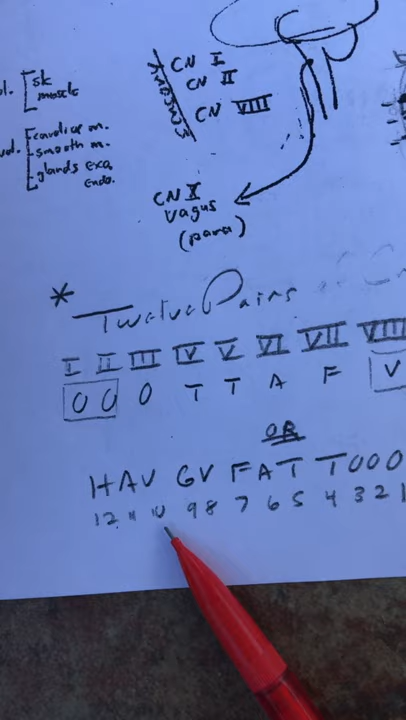 sk
muscle
cardiac m.
smooth m.
glands exo.
endo.
sensory
CN I
CN II
CN VIII
CN X
Vagus
(para)
* Twelve Pairs
I II III IV V VI VII VIII
O O O T T A F V
OR
HAV GV FAT TOOO
12 11 10 9 8 7 6 5 4 3 2 1